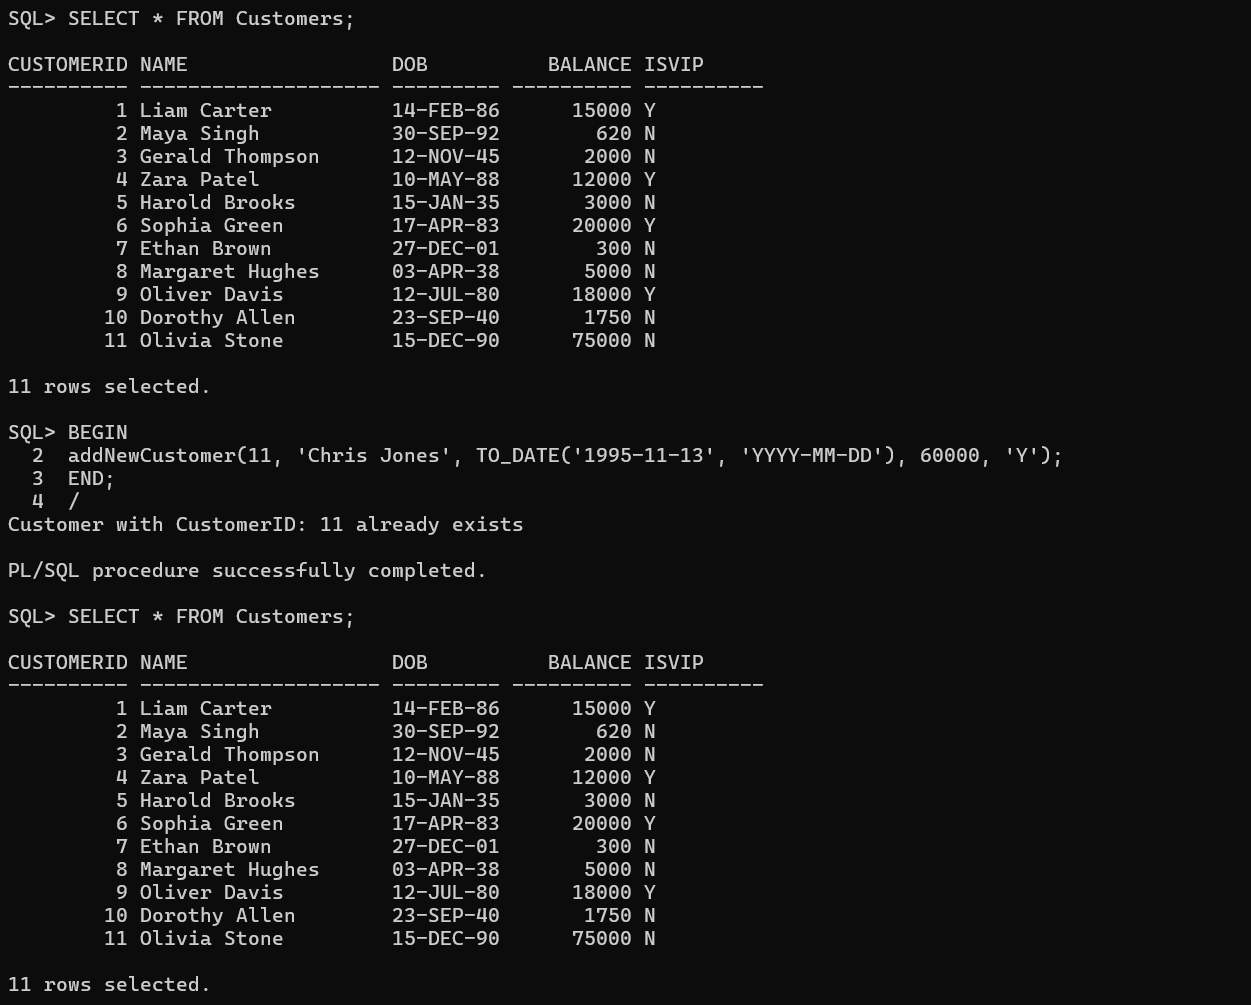 SQL> SELECT * FROM Customers;

CUSTOMERID NAME                 DOB          BALANCE ISVIP
---------- -------------------- --------- ---------- ----------
         1 Liam Carter          14-FEB-86      15000 Y
         2 Maya Singh           30-SEP-92        620 N
         3 Gerald Thompson      12-NOV-45       2000 N
         4 Zara Patel           10-MAY-88      12000 Y
         5 Harold Brooks        15-JAN-35       3000 N
         6 Sophia Green         17-APR-83      20000 Y
         7 Ethan Brown          27-DEC-01        300 N
         8 Margaret Hughes      03-APR-38       5000 N
         9 Oliver Davis         12-JUL-80      18000 Y
        10 Dorothy Allen        23-SEP-40       1750 N
        11 Olivia Stone         15-DEC-90      75000 N

11 rows selected.

SQL> BEGIN
  2  addNewCustomer(11, 'Chris Jones', TO_DATE('1995-11-13', 'YYYY-MM-DD'), 60000, 'Y');
  3  END;
  4  /
Customer with CustomerID: 11 already exists

PL/SQL procedure successfully completed.

SQL> SELECT * FROM Customers;

CUSTOMERID NAME                 DOB          BALANCE ISVIP
---------- -------------------- --------- ---------- ----------
         1 Liam Carter          14-FEB-86      15000 Y
         2 Maya Singh           30-SEP-92        620 N
         3 Gerald Thompson      12-NOV-45       2000 N
         4 Zara Patel           10-MAY-88      12000 Y
         5 Harold Brooks        15-JAN-35       3000 N
         6 Sophia Green         17-APR-83      20000 Y
         7 Ethan Brown          27-DEC-01        300 N
         8 Margaret Hughes      03-APR-38       5000 N
         9 Oliver Davis         12-JUL-80      18000 Y
        10 Dorothy Allen        23-SEP-40       1750 N
        11 Olivia Stone         15-DEC-90      75000 N

11 rows selected.